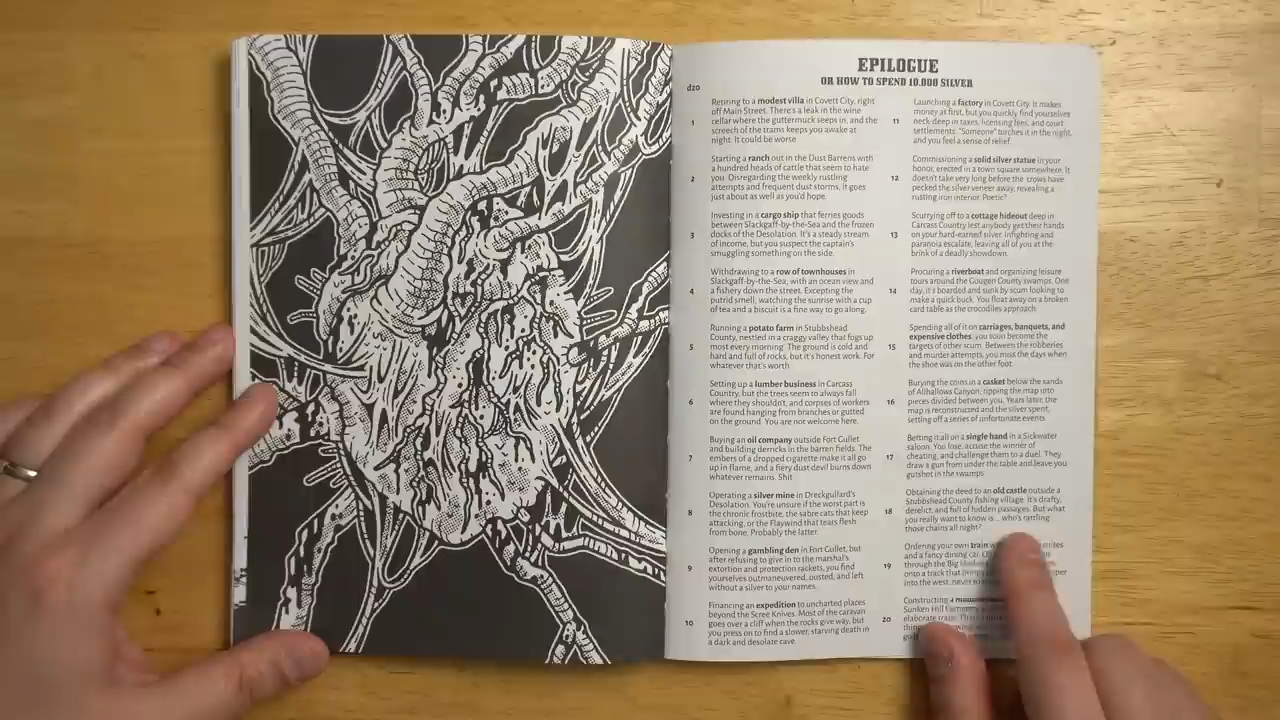 EPILOGUE
OR HOW TO SPEND 10.000 SILVER
d20
1
Retiring to a modest villa in Covett City, right
off Main Street. There's a leak in the wine
cellar where the guttermuck seeps in, and the
screech of the trams keeps you awake at
night. It could be worse
2
Starting a ranch out in the Dust Barrens with
a hundred heads of cattle that seem to hate
you. Disregarding the weekly rustling
attempts and frequent dust storms, it goes
just about as well as you'd hope.
3
Investing in a cargo ship that ferries goods
between Slackgaff-by-the-Sea and the frozen
docks of the Desolation. It's a steady stream
of income, but you suspect the captain's
smuggling something on the side.
4
Withdrawing to a row of townhouses in
Slackgaff-by-the-Sea, with an ocean view and
a fishery down the street. Excepting the
putrid smell, watching the sunrise with a cup
of tea and a biscuit is a fine way to go along.
5
Running a potato farm in Stubbshead
County, nestled in a craggy valley that fogs up
most every morning. The ground is cold and
hard and full of rocks, but it's honest work. For
whatever that's worth
6
Setting up a lumber business in Carcass
Country, but the trees seem to always fall
where they shouldn't, and corpses of workers
are found hanging from branches or gutted
on the ground. You are not welcome here.
7
Buying an oil company outside Fort Gullet
and building derricks in the barren fields. The
embers of a dropped cigarette make it all go
up in flame, and a fiery dust devil burns down
whatever remains. Shit
8
Operating a silver mine in Dreckgullard's
Desolation. You're unsure if the worst part is
the chronic frostbite, the sabre cats that keep
attacking, or the Flaywind that tears flesh
from bone. Probably the latter.
9
Opening a gambling den in Fort Gullet, but
after refusing to give in to the marshal's
extortion and protection rackets, you find
yourselves outmaneuvered, ousted, and left
without a silver to your names.
10
Financing an expedition to uncharted places
beyond the Scree Knives. Most of the caravan
goes over a cliff when the rocks give way, but
you press on to find a slower, starving death in
a dark and desolate cave.
11
Launching a factory in Covett City. It makes
money at first, but you quickly find yourselves
neck-deep in taxes, licensing fees, and court
settlements. "Someone" torches it in the night,
and you feel a sense of relief.
12
Commissioning a solid silver statue in your
honor, erected in a town square somewhere. It
doesn't take very long before the crows have
pecked the silver veneer away, revealing a
rusting iron interior. Poetic?
13
Scurrying off to a cottage hideout deep in
Carcass Country lest anybody get their hands
on your hard-earned silver. Infighting and
paranoia escalate, leaving all of you at the
brink of a deadly showdown.
14
Procuring a riverboat and organizing leisure
tours around the Gougen County swamps. One
day, it's boarded and sunk by scum looking to
make a quick buck. You float away on a broken
card table as the crocodiles approach
15
Spending all of it on carriages, banquets, and
expensive clothes, you soon become the
targets of other scum. Between the robberies
and murder attempts, you miss the days when
the shoe was on the other foot.
16
Burying the coins in a casket below the sands
of Allhallows Canyon, ripping the map into
pieces divided between you. Years later, the
map is reconstructed and the silver spent,
setting off a series of unfortunate events
17
Betting it all on a single hand in a Sickwater
saloon. You lose, accuse the winner of
cheating, and challenge them to a duel. They
draw a gun from under the table and leave you
gutshot in the swamps
18
Obtaining the deed to an old castle outside a
Stubbshead County fishing village. It's drafty,
derelict, and full of hidden passages. But what
you really want to know is... who's rattling
those chains all night?
19
Ordering your own train
and a fancy dining car.
through the Big
onto a track that
into the west, never to
20
Constructing a
Sunken Hill
elaborate